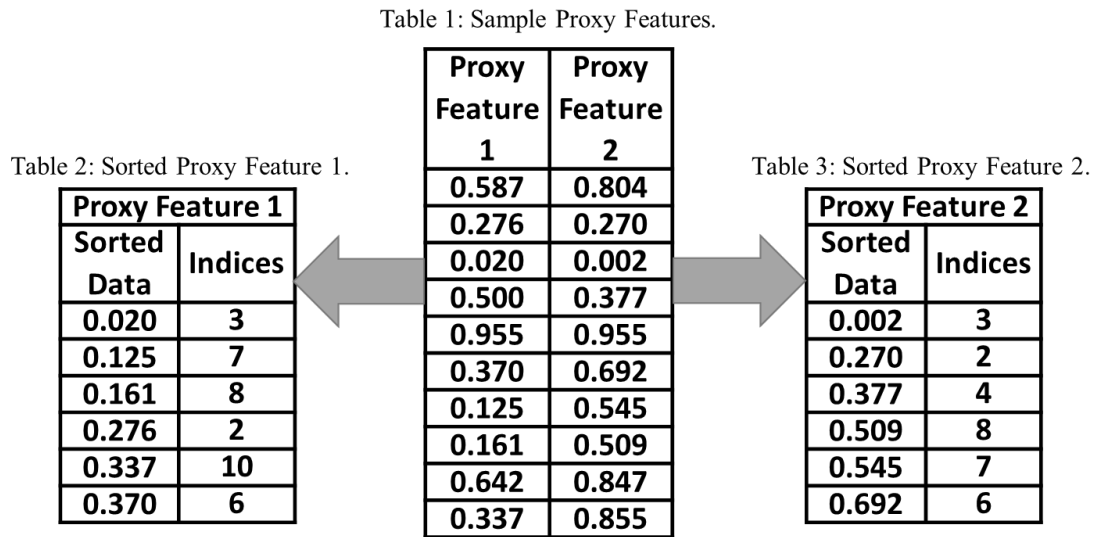 Table 1: Sample Proxy Features.
Proxy Feature 1 Proxy Feature 2
0.587 0.804
0.276 0.270
0.020 0.002
0.500 0.377
0.955 0.955
0.370 0.692
0.125 0.545
0.161 0.509
0.642 0.847
0.337 0.855
Table 2: Sorted Proxy Feature 1.
Proxy Feature 1
Sorted Data Indices
0.020 3
0.125 7
0.161 8
0.276 2
0.337 10
0.370 6
Table 3: Sorted Proxy Feature 2.
Proxy Feature 2
Sorted Data Indices
0.002 3
0.270 2
0.377 4
0.509 8
0.545 7
0.692 6